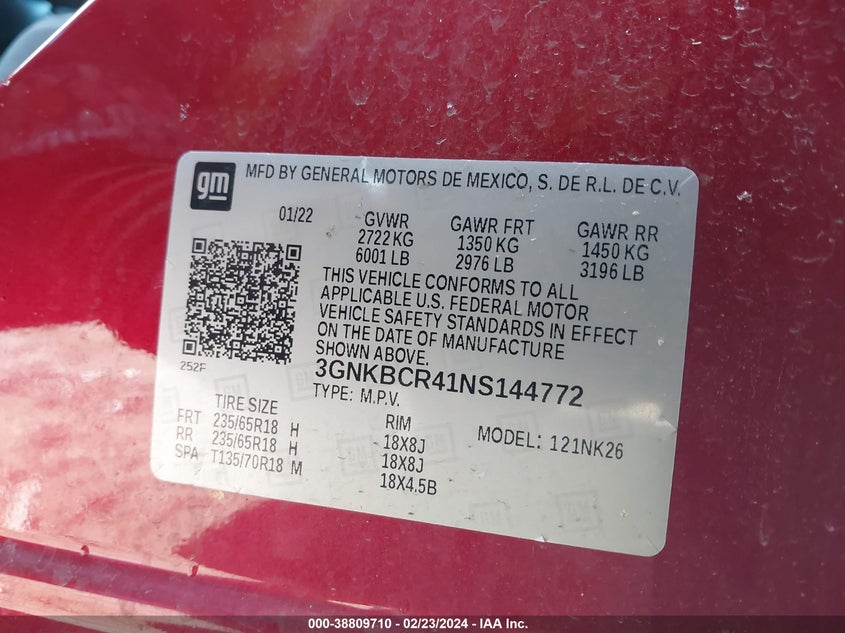 gm
MFD BY GENERAL MOTORS DE MEXICO, S. DE R.L. DE C.V.
01/22 GVWR GAWR FRT GAWR RR
2722 KG 1350 KG 1450 KG
6001 LB 2976 LB 3196 LB
THIS VEHICLE CONFORMS TO ALL
APPLICABLE U.S. FEDERAL MOTOR
VEHICLE SAFETY STANDARDS IN EFFECT
ON THE DATE OF MANUFACTURE
SHOWN ABOVE.
252F
3GNKBCR41NS144772
TYPE: M.P.V.
TIRE SIZE RIM MODEL: 121NK26
FRT 235/65R18 H 18X8J
RR 235/65R18 H 18X8J
SPA T135/70R18 M 18X4.5B
000-38809710 - 02/23/2024 - IAA Inc.